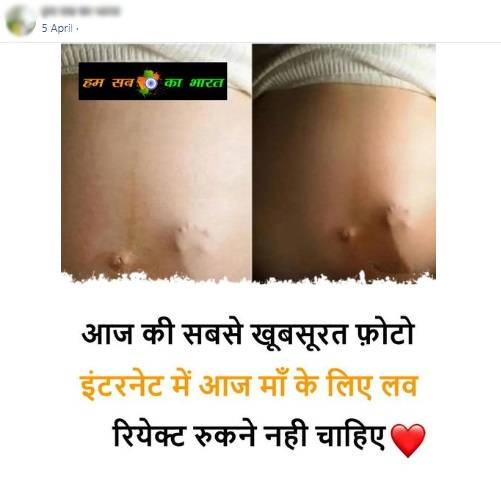 5 April ·
हम सब का भारत
आज की सबसे खूबसूरत फ़ोटो
इंटरनेट में आज माँ के लिए लव
रियेक्ट रुकने नही चाहिए